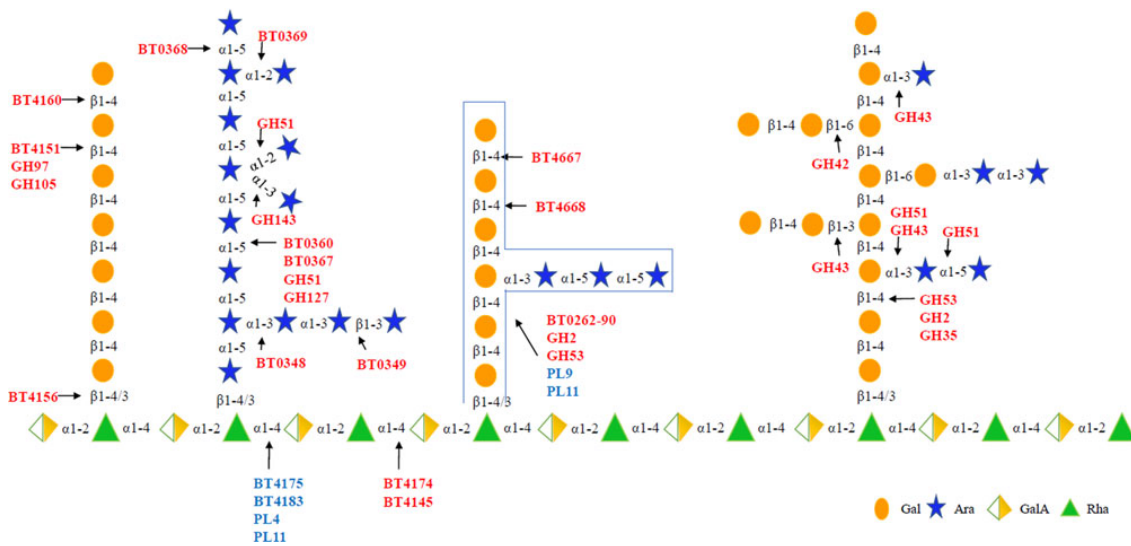 BT0369
BT0368 α1-5 β1-4
α1-2 α1-3
BT4160 β1-4 α1-5 β1-4
GH43
GH51
β1-4 β1-6
BT4151 β1-4 α1-5 β1-4
α1-2 β1-4 BT4667
GH97 GH42
β1-6 α1-3 α1-3
GH105 α1-3
β1-4 α1-5 β1-4 BT4668 β1-4
GH51
GH143 β1-4 β1-3 GH43 GH51
β1-4 α1-5 BT0360 β1-4 β1-4
BT0367 GH43
α1-3 α1-5 α1-5 α1-3 α1-5
GH51
GH127
β1-4 α1-5 β1-4 β1-4 GH53
GH2
α1-3 α1-3 β1-3 BT0262-90
GH35
GH2
β1-4 α1-5 β1-4 β1-4
BT0348 BT0349 GH53
PL9
PL11
BT4156 β1-4/3 β1-4/3 β1-4/3 β1-4/3
α1-2 α1-4 α1-2 α1-4 α1-2 α1-4 α1-2 α1-4 α1-2 α1-4 α1-2 α1-4 α1-2 α1-4 α1-2 α1-4 α1-2
BT4175 BT4174
BT4183 BT4145
PL4
PL11
Gal Ara GalA Rha